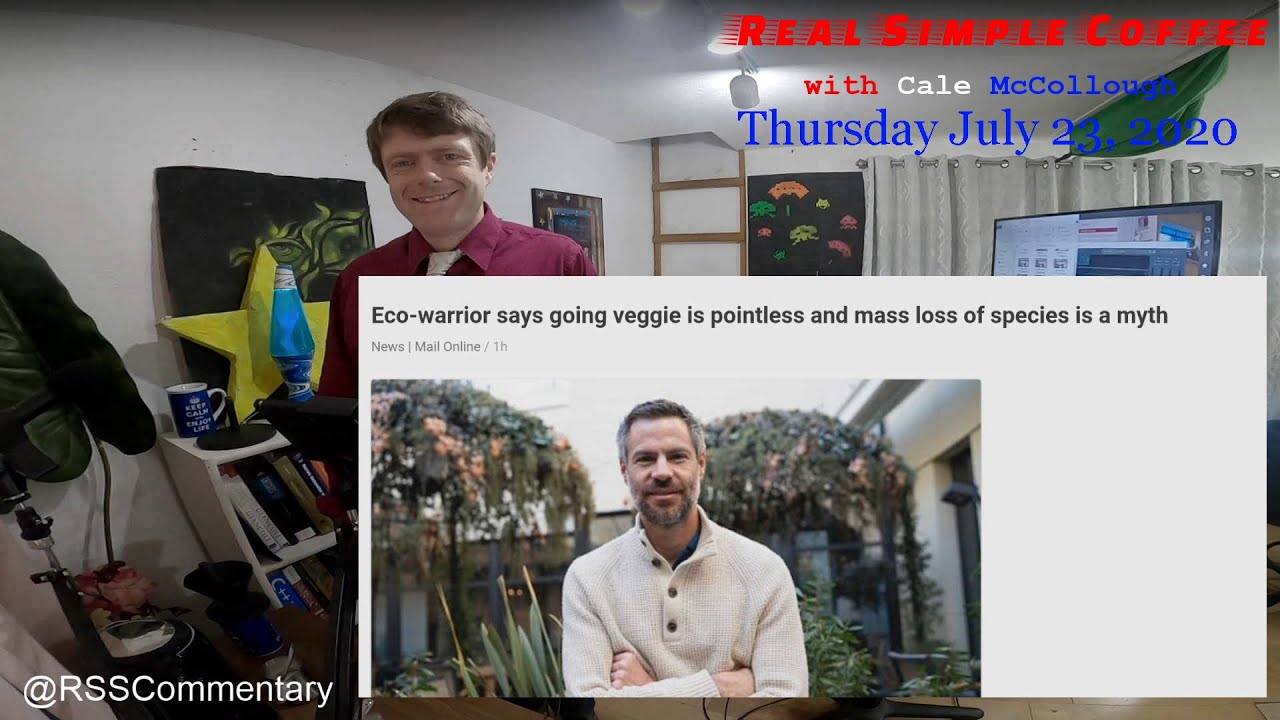 Real Simple Coffee
with Cale McCollough
Thursday July 23, 2020
Eco-warrior says going veggie is pointless and mass loss of species is a myth
News | Mail Online / 1h
KEEP
CALM
AND
ENJOY
LIFE
C++
@RSSCommentary